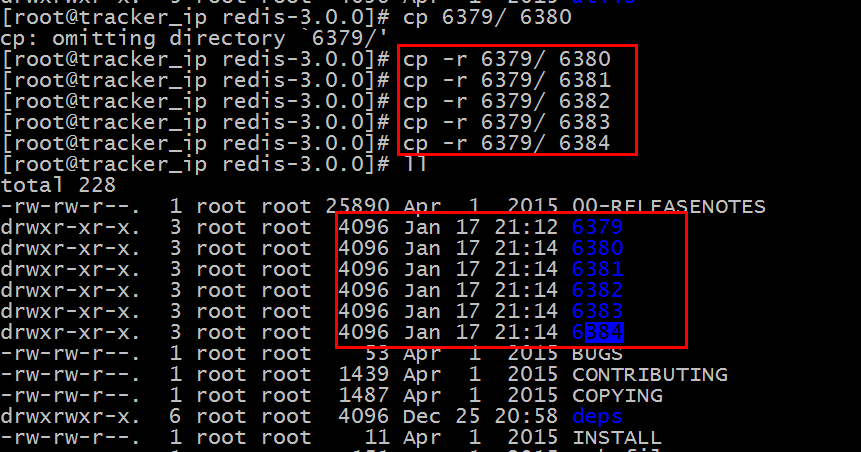 [root@tracker_ip redis-3.0.0]# cp 6379/ 6380
cp: omitting directory `6379/'
[root@tracker_ip redis-3.0.0]# cp -r 6379/ 6380
[root@tracker_ip redis-3.0.0]# cp -r 6379/ 6381
[root@tracker_ip redis-3.0.0]# cp -r 6379/ 6382
[root@tracker_ip redis-3.0.0]# cp -r 6379/ 6383
[root@tracker_ip redis-3.0.0]# cp -r 6379/ 6384
[root@tracker_ip redis-3.0.0]# ll
total 228
-rw-rw-r--. 1 root root 25890 Apr 1 2015 00-RELEASENOTES
drwxr-xr-x. 3 root root 4096 Jan 17 21:12 6379
drwxr-xr-x. 3 root root 4096 Jan 17 21:14 6380
drwxr-xr-x. 3 root root 4096 Jan 17 21:14 6381
drwxr-xr-x. 3 root root 4096 Jan 17 21:14 6382
drwxr-xr-x. 3 root root 4096 Jan 17 21:14 6383
drwxr-xr-x. 3 root root 4096 Jan 17 21:14 6384
-rw-rw-r--. 1 root root 53 Apr 1 2015 BUGS
-rw-rw-r--. 1 root root 1439 Apr 1 2015 CONTRIBUTING
-rw-rw-r--. 1 root root 1487 Apr 1 2015 COPYING
drwxrwxr-x. 6 root root 4096 Dec 25 20:58 deps
-rw-rw-r--. 1 root root 11 Apr 1 2015 INSTALL